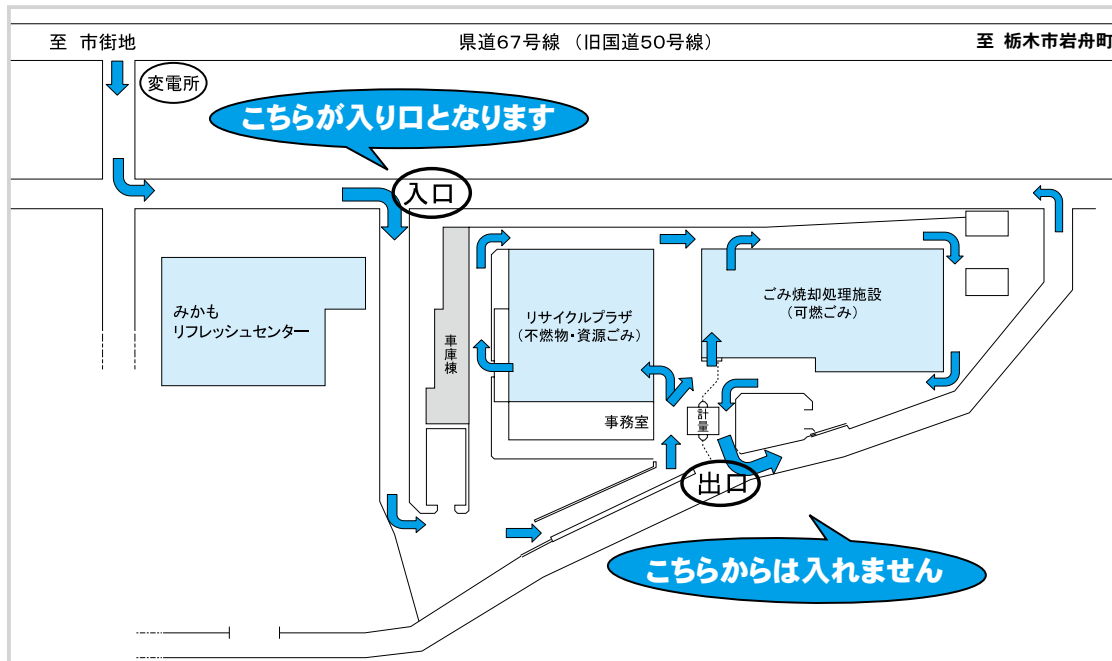 至 市街地
県道67号線 (旧国道50号線)
至 栃木市岩舟町
変電所
こちらが入り口となります
入口
みかも
リフレッシュセンター
車庫棟
リサイクルプラザ
(不燃物・資源ごみ)
ごみ焼却処理施設
(可燃ごみ)
事務室
計量
出口
こちらからは入れません